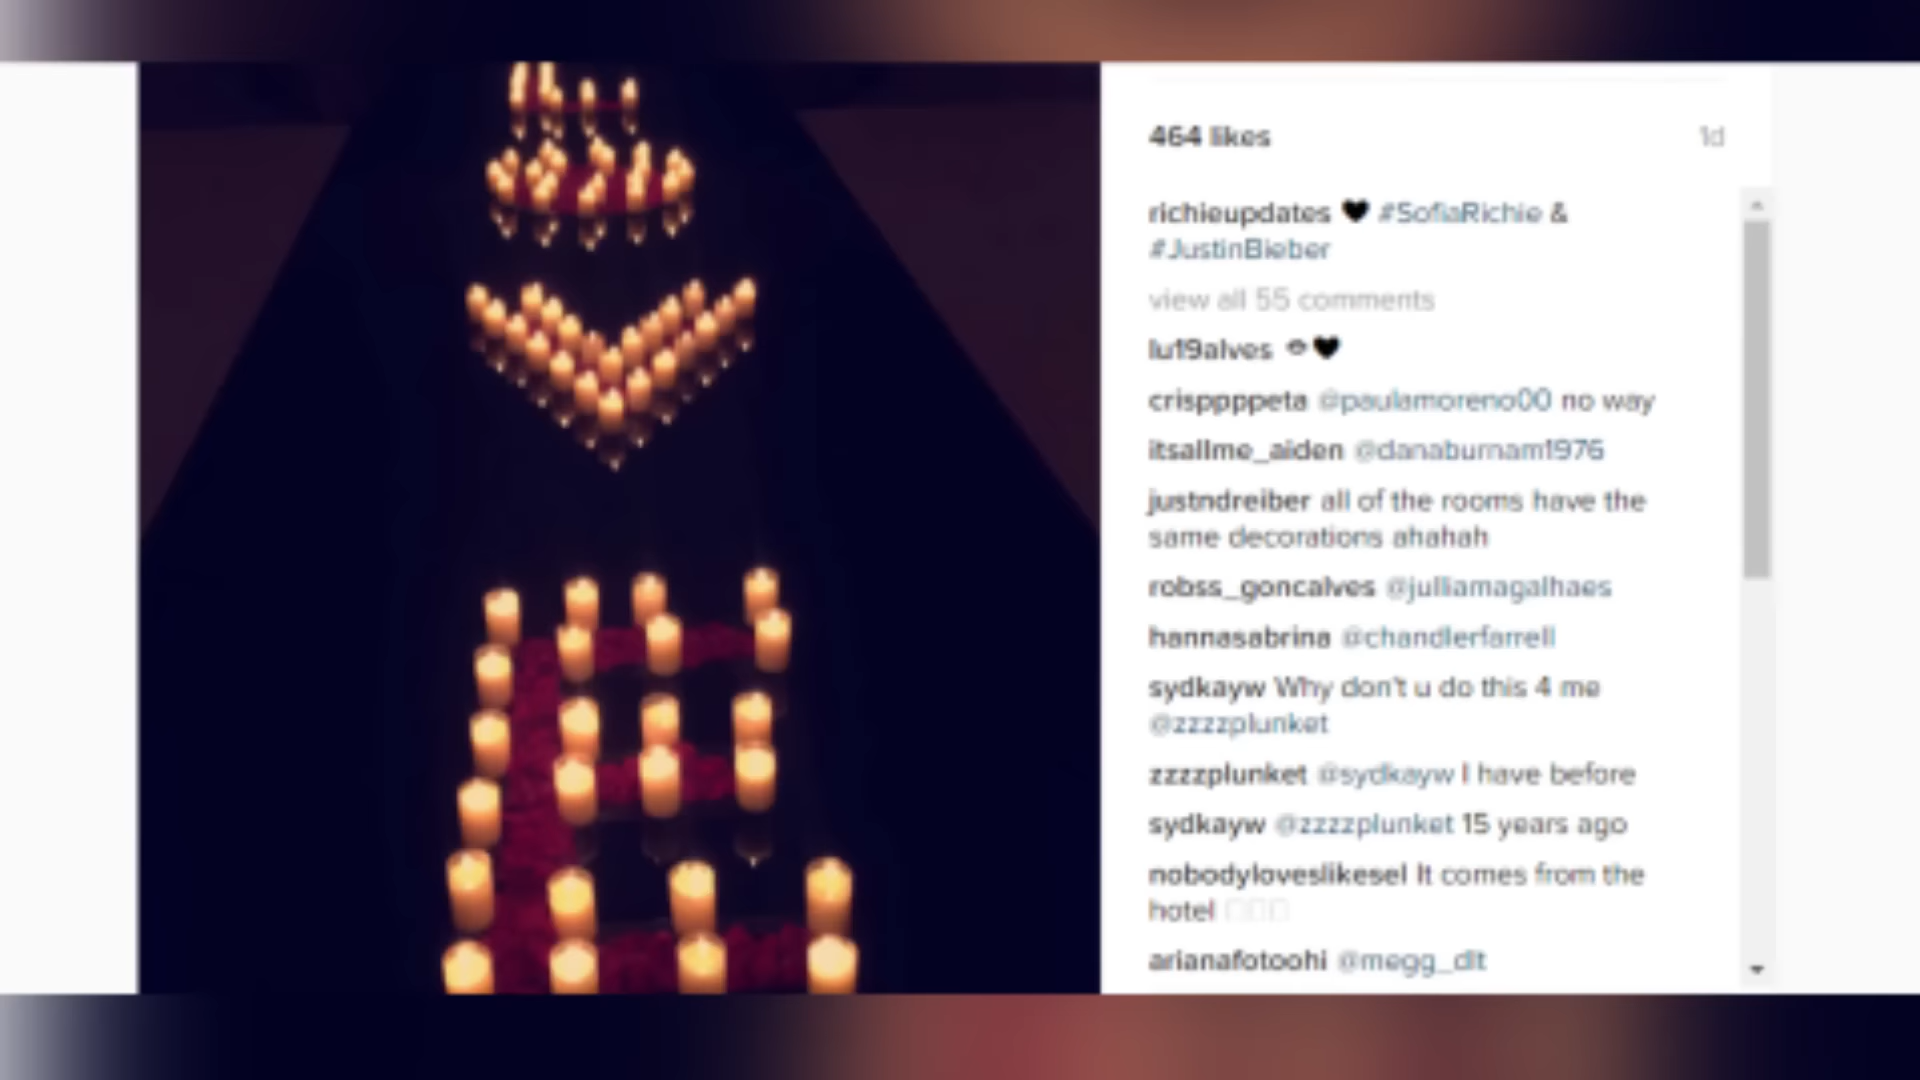 464 likes 1d
richieupdates 🖤 #SofiaRichie &
#JustinBieber
view all 55 comments
lu19alves 👄🖤
crisppppeta @paulamoreno00 no way
itsallme_aiden @danaburnam1976
justndreiber all of the rooms have the
same decorations ahahah
robss_goncalves @julliamagalhaes
hannasabrina @chandlerfarrell
sydkayw Why don't u do this 4 me
@zzzzplunket
zzzzplunket @sydkayw I have before
sydkayw @zzzzplunket 15 years ago
nobodyloveslikesel It comes from the
hotel □□□
arianafotoohi @megg_dlt